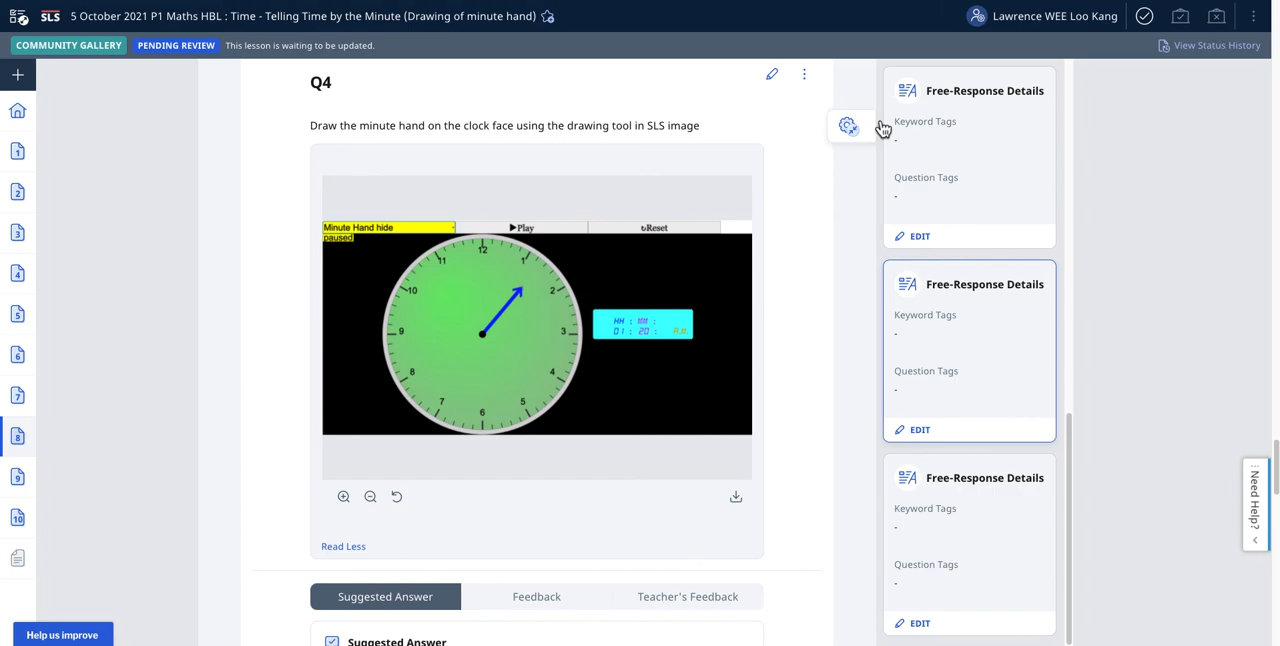 SLS 5 October 2021 P1 Maths HBL : Time - Telling Time by the Minute (Drawing of minute hand)
Lawrence WEE Loo Kang
COMMUNITY GALLERY PENDING REVIEW This lesson is waiting to be updated.
View Status History
Q4
Draw the minute hand on the clock face using the drawing tool in SLS image
Minute Hand hide
Play
Reset
paused
12
1
2
3
4
5
6
7
8
9
10
11
HH : MM :
01 : 20 : A.M
Read Less
Suggested Answer
Feedback
Teacher's Feedback
Suggested Answer
Free-Response Details
Keyword Tags
-
Question Tags
-
EDIT
Free-Response Details
Keyword Tags
-
Question Tags
-
EDIT
Free-Response Details
Keyword Tags
-
Question Tags
-
EDIT
1
2
3
4
5
6
7
8
9
10
Need Help?
Help us improve